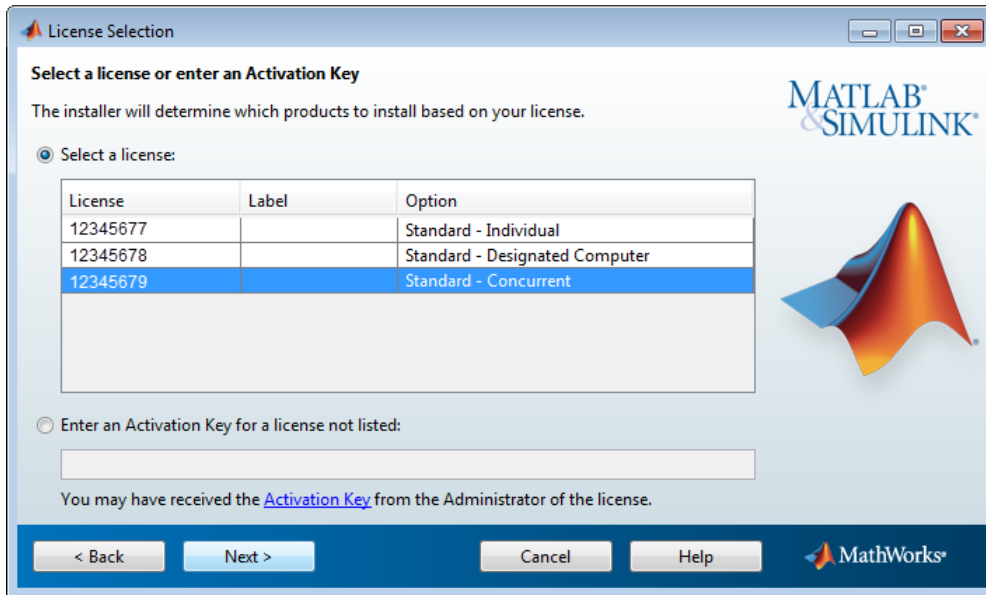 License Selection
Select a license or enter an Activation Key
The installer will determine which products to install based on your license.
MATLAB®
&SIMULINK®
Select a license:
License Label Option
12345677 Standard - Individual
12345678 Standard - Designated Computer
12345679 Standard - Concurrent
®
Enter an Activation Key for a license not listed:
You may have received the Activation Key from the Administrator of the license.
< Back Next > Cancel Help MathWorks®